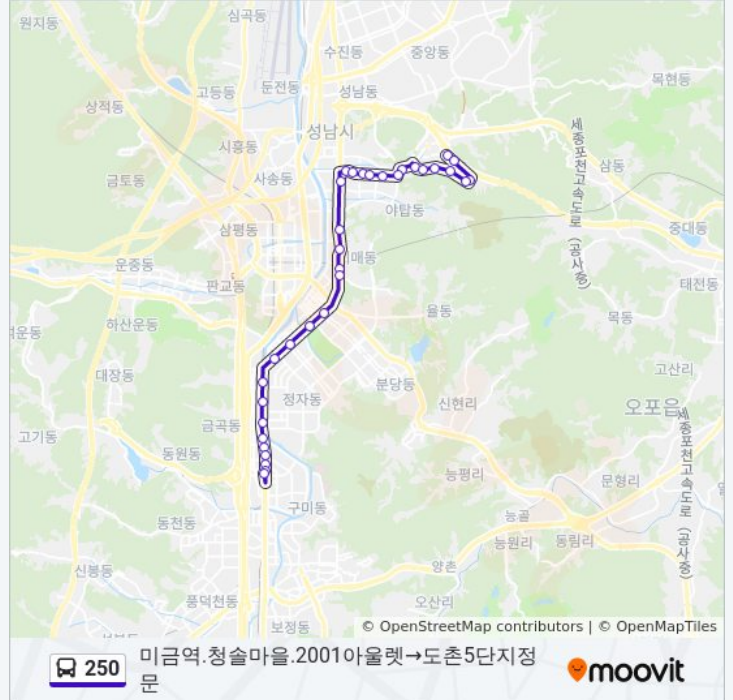 원지동
심곡동
수진동
중앙동
목현동
고등동
둔전동
성남동
상적동
성남시
세종포천고속도로 (공사중)
시흥동
삼동
금토동
사송동
야탑동
삼평동
중대동
매동
운중동
판교동
태전동
하산운동
율동
목동
석운동
대장동
분당동
고산리
정자동
신현리
오포읍
세종포천고속도로 (공사중)
금곡동
고기동
동원동
능평리
문형리
구미동
능골
동천동
능원리
동림리
양촌
신봉동
풍덕천동
오산리
보정동
© OpenStreetMap contributors | © OpenMapTiles
250
미금역.청솔마을.2001아울렛→도촌5단지정
문
moovit